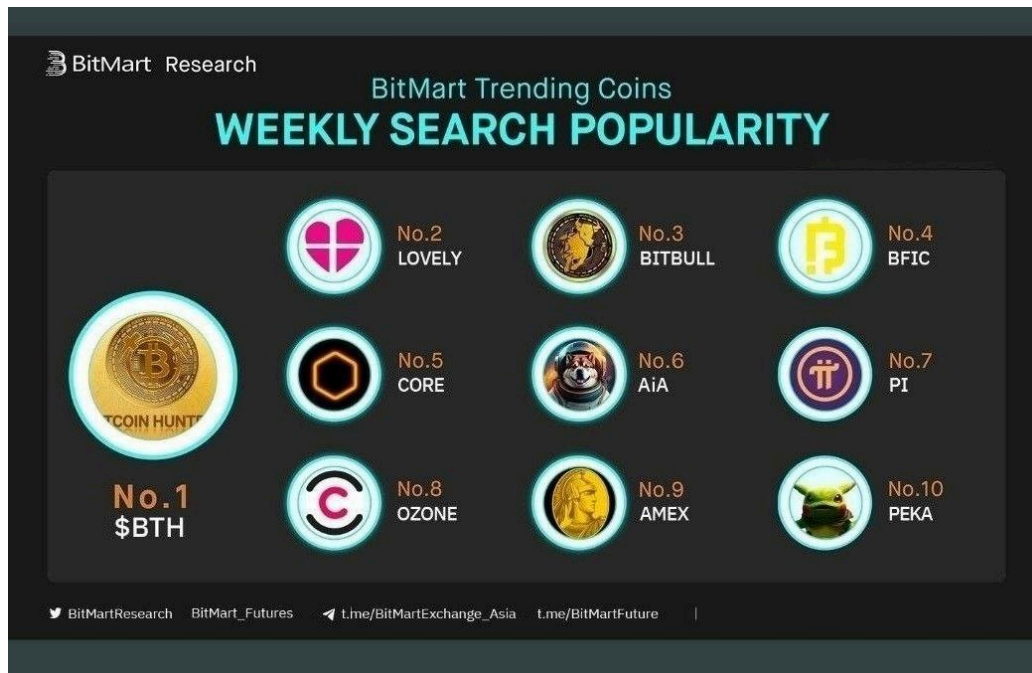 BitMart Research
BitMart Trending Coins
WEEKLY SEARCH POPULARITY
TCOIN HUNT
No.1
$BTH
No.2
LOVELY
No.3
BITBULL
No.4
BFIC
No.5
CORE
No.6
AiA
No.7
PI
No.8
OZONE
No.9
AMEX
No.10
PEKA
BitMartResearch BitMart_Futures t.me/BitMartExchange_Asia t.me/BitMartFuture